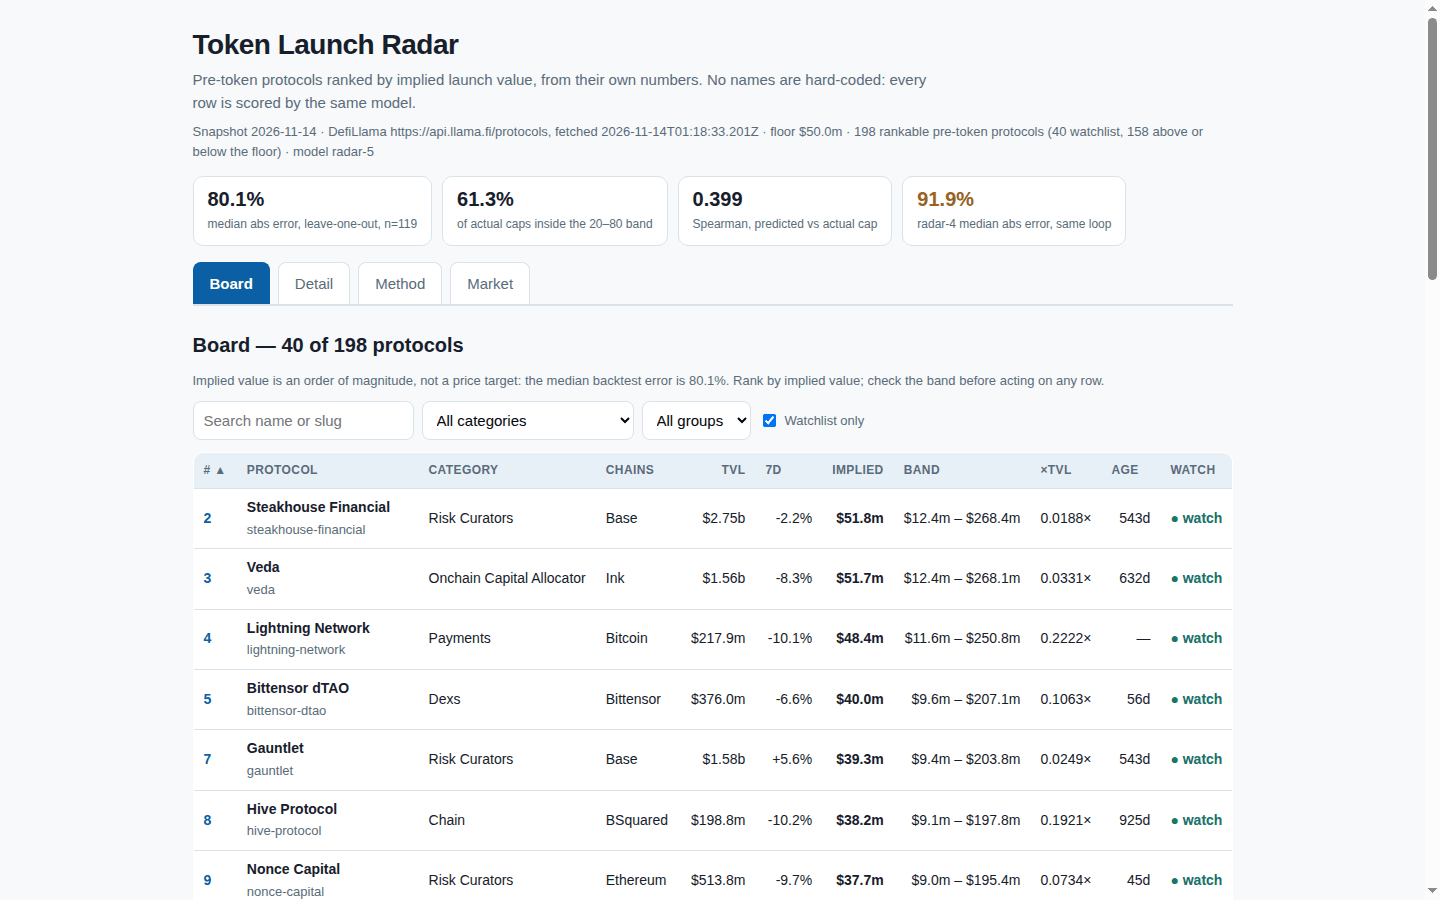 Token Launch Radar
Pre-token protocols ranked by implied launch value, from their own numbers. No names are hard-coded: every
row is scored by the same model.
Snapshot 2026-11-14 · DefiLlama https://api.llama.fi/protocols, fetched 2026-11-14T01:18:33.201Z · floor $50.0m · 198 rankable pre-token protocols (40 watchlist, 158 above or
below the floor) · model radar-5
80.1% 61.3% 0.399 91.9%
median abs error, leave-one-out, n=119 of actual caps inside the 20–80 band Spearman, predicted vs actual cap radar-4 median abs error, same loop
Board Detail Method Market
Board — 40 of 198 protocols
Implied value is an order of magnitude, not a price target: the median backtest error is 80.1%. Rank by implied value; check the band before acting on any row.
Search name or slug All categories All groups Watchlist only
# ▲ PROTOCOL CATEGORY CHAINS TVL 7D IMPLIED BAND ×TVL AGE WATCH
2 Steakhouse Financial Risk Curators Base $2.75b -2.2% $51.8m $12.4m – $268.4m 0.0188× 543d ● watch
steakhouse-financial
3 Veda Onchain Capital Allocator Ink $1.56b -8.3% $51.7m $12.4m – $268.1m 0.0331× 632d ● watch
veda
4 Lightning Network Payments Bitcoin $217.9m -10.1% $48.4m $11.6m – $250.8m 0.2222× — ● watch
lightning-network
5 Bittensor dTAO Dexs Bittensor $376.0m -6.6% $40.0m $9.6m – $207.1m 0.1063× 56d ● watch
bittensor-dtao
7 Gauntlet Risk Curators Base $1.58b +5.6% $39.3m $9.4m – $203.8m 0.0249× 543d ● watch
gauntlet
8 Hive Protocol Chain BSquared $198.8m -10.2% $38.2m $9.1m – $197.8m 0.1921× 925d ● watch
hive-protocol
9 Nonce Capital Risk Curators Ethereum $513.8m -9.7% $37.7m $9.0m – $195.4m 0.0734× 45d ● watch
nonce-capital